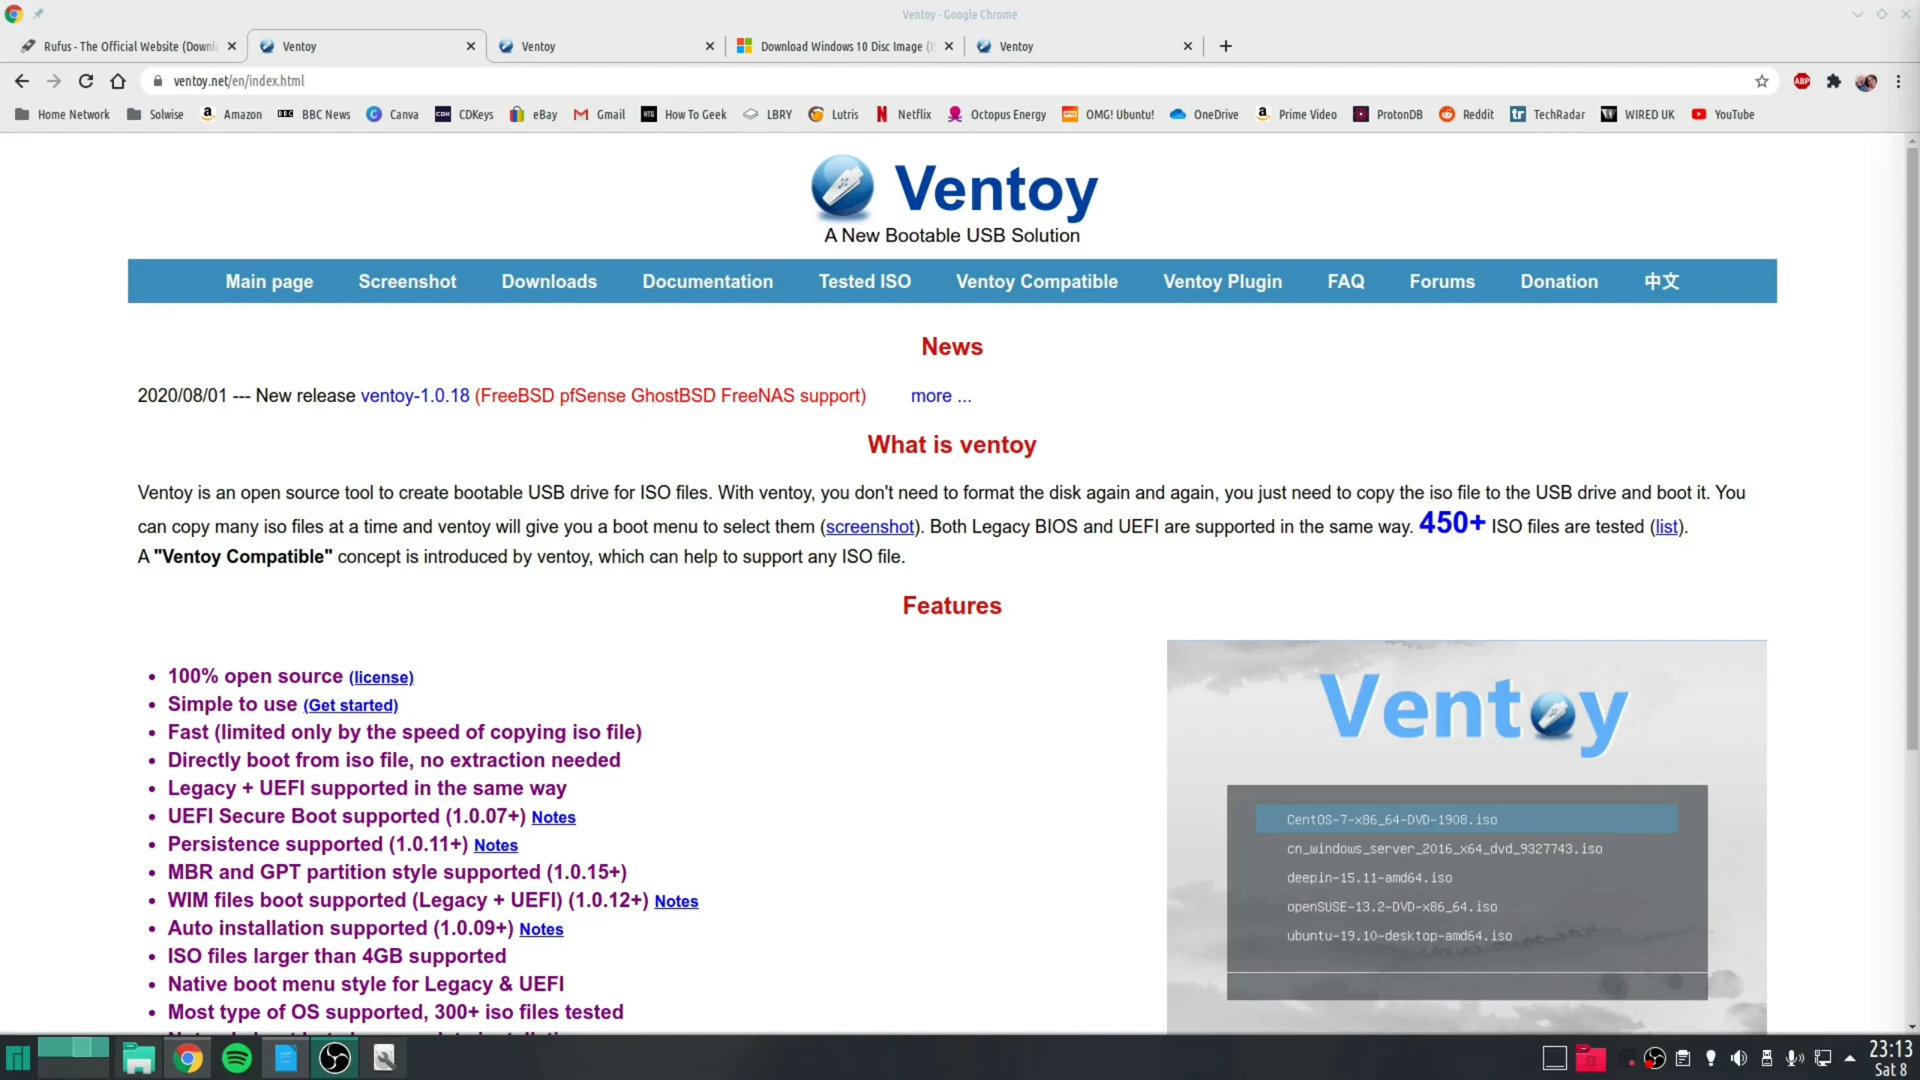 Ventoy - Google Chrome
Rufus - The Official Website (Downl
Ventoy
Ventoy
Download Windows 10 Disc Image (I
Ventoy
ventoy.net/en/index.html
Home Network
Solwise
Amazon
BBC News
Canva
CDKeys
eBay
Gmail
How To Geek
LBRY
Lutris
Netflix
Octopus Energy
OMG! Ubuntu!
OneDrive
Prime Video
ProtonDB
Reddit
TechRadar
WIRED UK
YouTube
Ventoy
A New Bootable USB Solution
Main page Screenshot Downloads Documentation Tested ISO Ventoy Compatible Ventoy Plugin FAQ Forums Donation 中文
News
2020/08/01 --- New release ventoy-1.0.18 (FreeBSD pfSense GhostBSD FreeNAS support) more ...
What is ventoy
Ventoy is an open source tool to create bootable USB drive for ISO files. With ventoy, you don't need to format the disk again and again, you just need to copy the iso file to the USB drive and boot it. You
can copy many iso files at a time and ventoy will give you a boot menu to select them (screenshot). Both Legacy BIOS and UEFI are supported in the same way. 450+ ISO files are tested (list).
A "Ventoy Compatible" concept is introduced by ventoy, which can help to support any ISO file.
Features
• 100% open source (license)
• Simple to use (Get started)
• Fast (limited only by the speed of copying iso file)
• Directly boot from iso file, no extraction needed
• Legacy + UEFI supported in the same way
• UEFI Secure Boot supported (1.0.07+) Notes
• Persistence supported (1.0.11+) Notes
• MBR and GPT partition style supported (1.0.15+)
• WIM files boot supported (Legacy + UEFI) (1.0.12+) Notes
• Auto installation supported (1.0.09+) Notes
• ISO files larger than 4GB supported
• Native boot menu style for Legacy & UEFI
• Most type of OS supported, 300+ iso files tested
Ventoy
CentOS-7-x86_64-DVD-1908.iso
cn_windows_server_2016_x64_dvd_9327743.iso
deepin-15.11-amd64.iso
openSUSE-13.2-DVD-x86_64.iso
ubuntu-19.10-desktop-amd64.iso
23:13
Sat 8